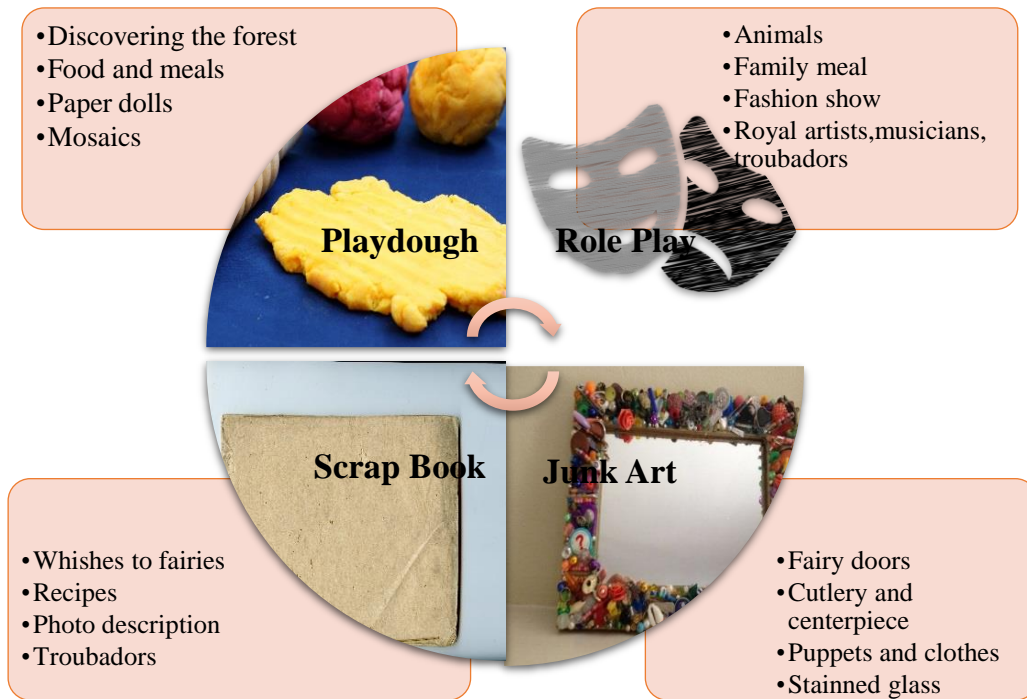 •Discovering the forest
•Food and meals
•Paper dolls
•Mosaics
Playdough
•Animals
•Family meal
•Fashion show
•Royal artists,musicians,
troubadors
Role Play
Scrap Book
•Whishes to fairies
•Recipes
•Photo description
•Troubadors
Junk Art
•Fairy doors
•Cutlery and
centerpiece
•Puppets and clothes
•Stainned glass